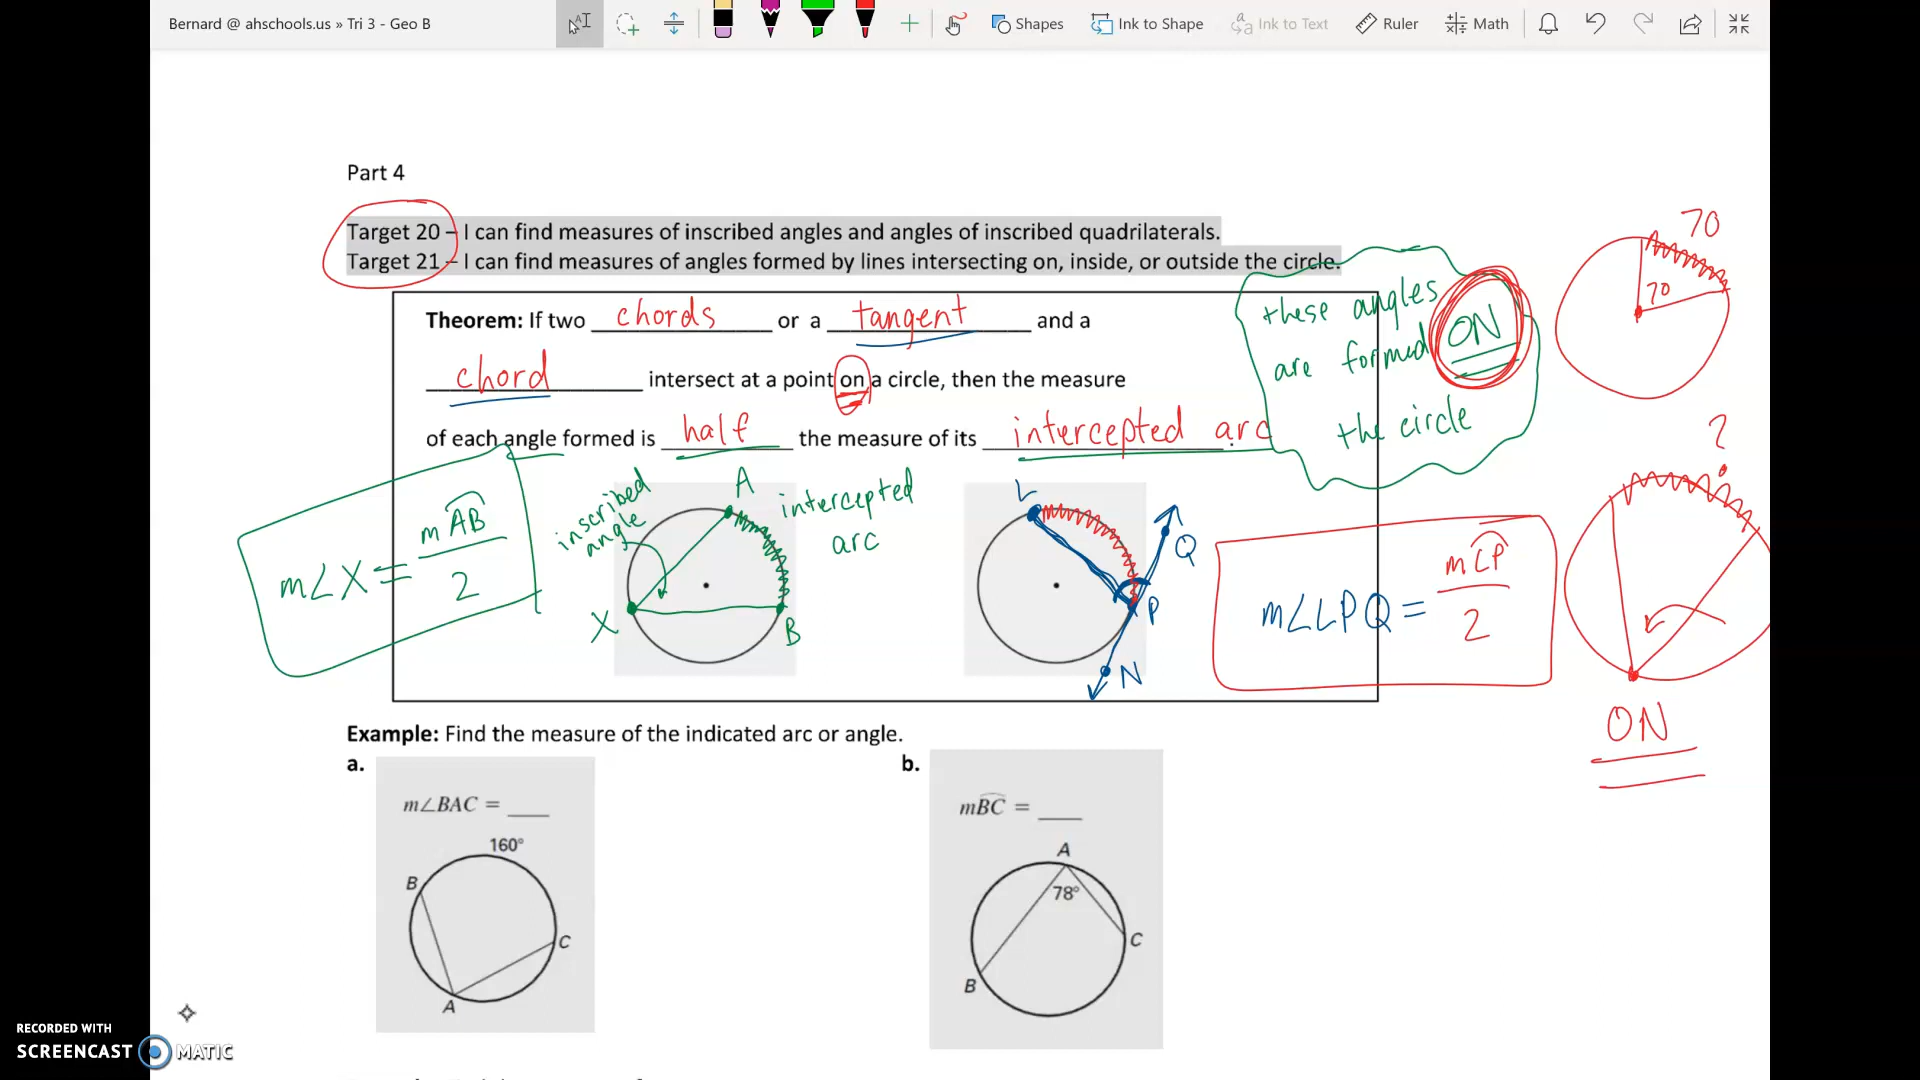 Bernard @ ahschools.us » Tri 3 - Geo B
Shapes
Ink to Shape
Ink to Text
Ruler
Math
Part 4
Target 20 – I can find measures of inscribed angles and angles of inscribed quadrilaterals.
Target 21 – I can find measures of angles formed by lines intersecting on, inside, or outside the circle.
Theorem: If two chords or a tangent and a
chord intersect at a point on a circle, then the measure
of each angle formed is half the measure of its intercepted arc
these angles
are formed ON
the circle
70
70
?
ON
m∠X = mAB/2
inscribed
angle
A
intercepted
arc
X
B
L
Q
P
N
m∠LPQ = mLP/2
Example: Find the measure of the indicated arc or angle.
a.
m∠BAC = ____
160°
B
C
A
b.
mBC = ____
A
78°
C
B
RECORDED WITH
SCREENCAST MATIC